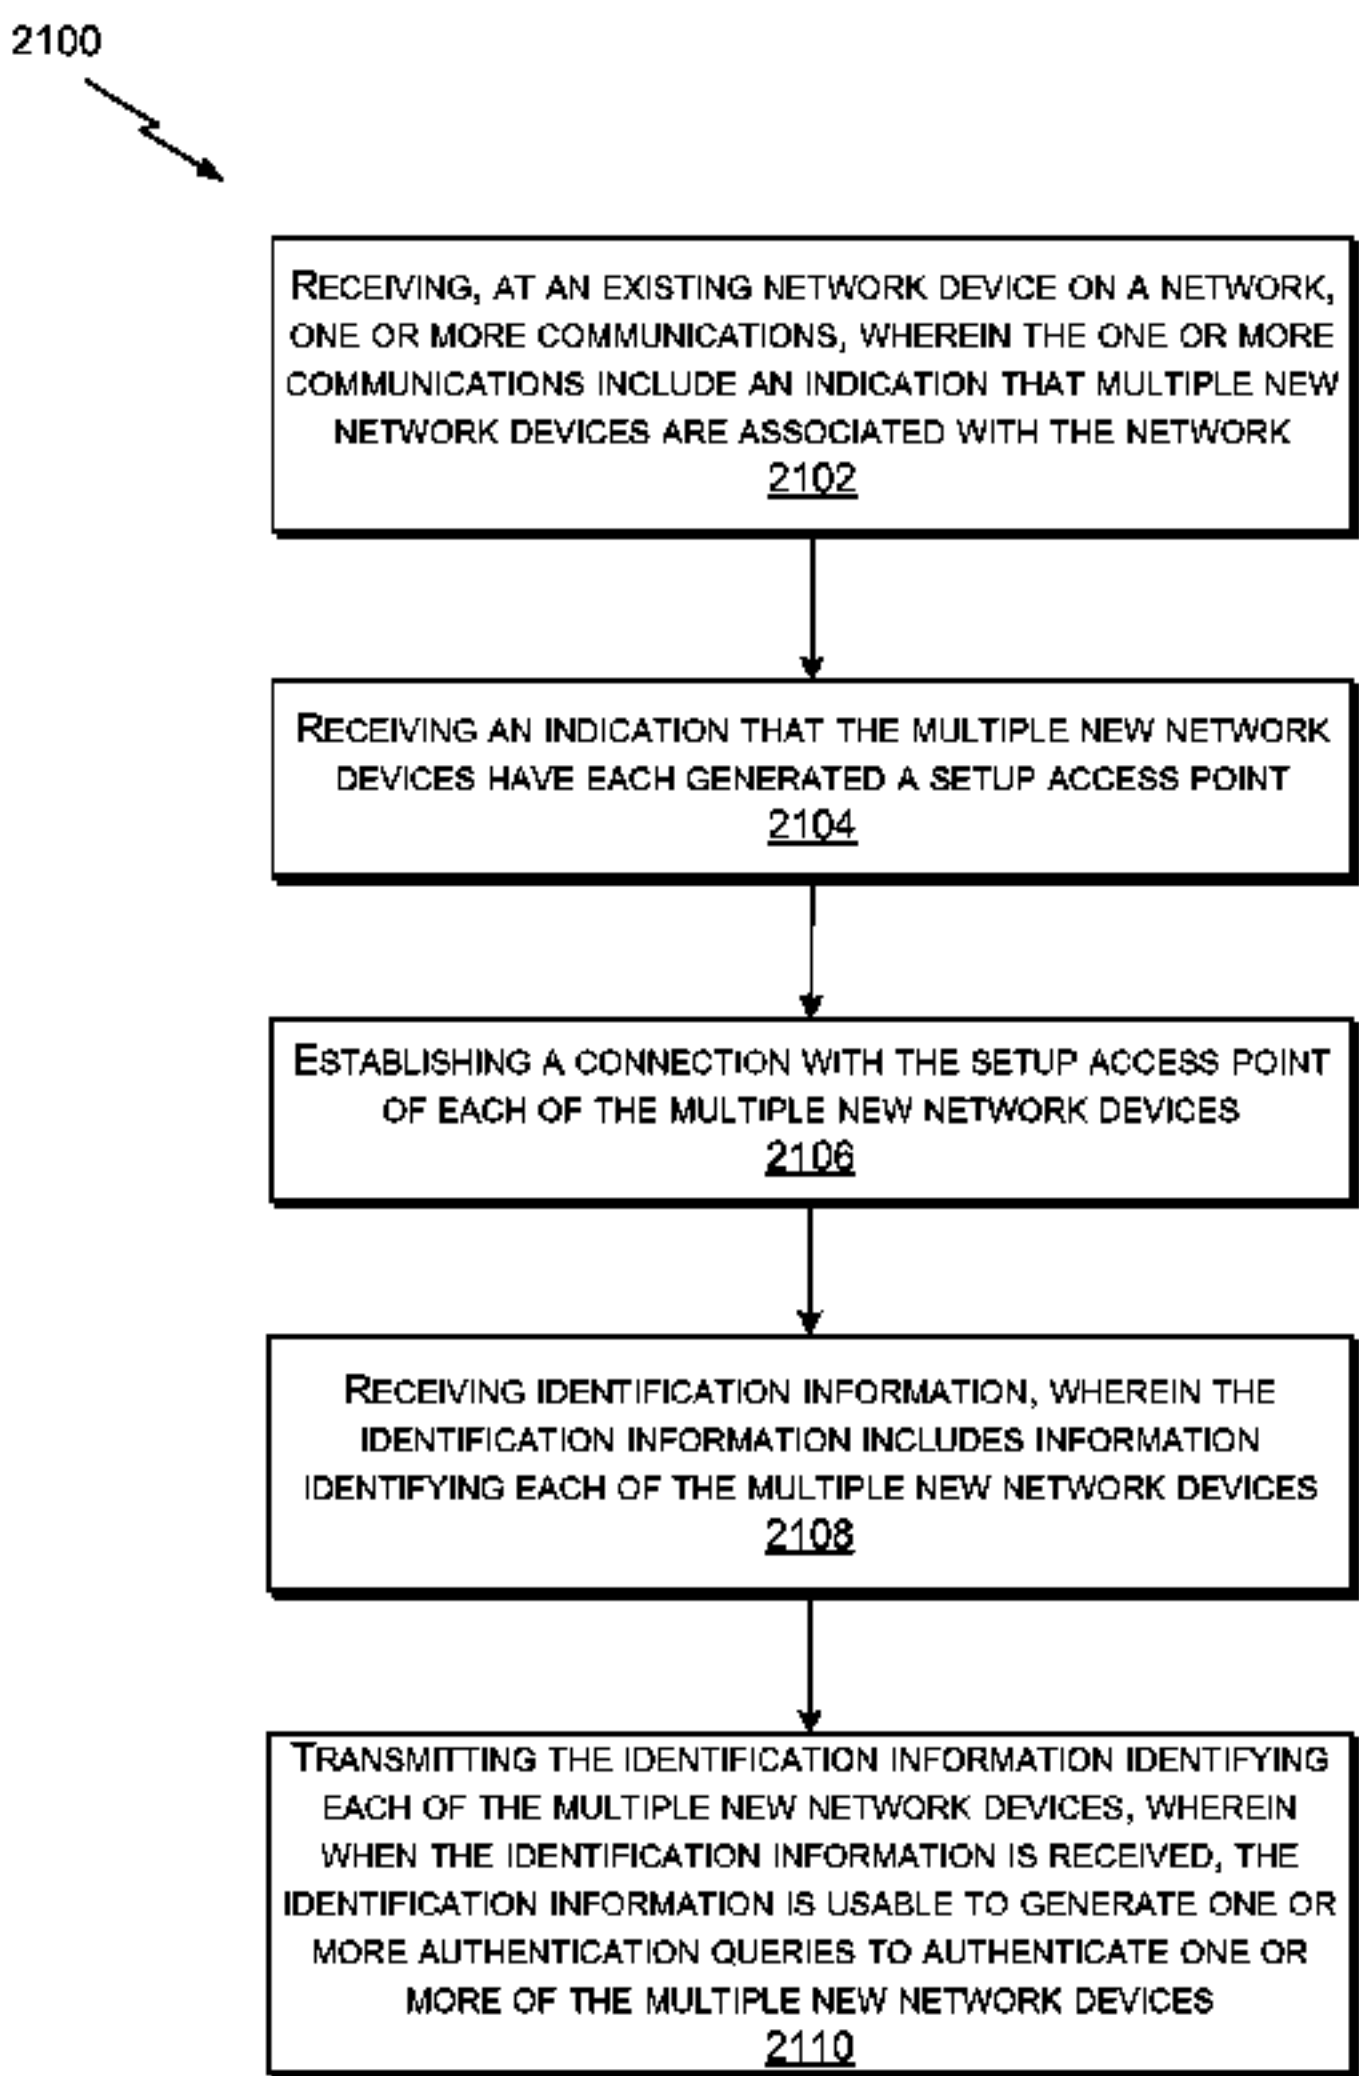 2100
RECEIVING, AT AN EXISTING NETWORK DEVICE ON A NETWORK,
ONE OR MORE COMMUNICATIONS, WHEREIN THE ONE OR MORE
COMMUNICATIONS INCLUDE AN INDICATION THAT MULTIPLE NEW
NETWORK DEVICES ARE ASSOCIATED WITH THE NETWORK
2102
RECEIVING AN INDICATION THAT THE MULTIPLE NEW NETWORK
DEVICES HAVE EACH GENERATED A SETUP ACCESS POINT
2104
ESTABLISHING A CONNECTION WITH THE SETUP ACCESS POINT
OF EACH OF THE MULTIPLE NEW NETWORK DEVICES
2106
RECEIVING IDENTIFICATION INFORMATION, WHEREIN THE
IDENTIFICATION INFORMATION INCLUDES INFORMATION
IDENTIFYING EACH OF THE MULTIPLE NEW NETWORK DEVICES
2108
TRANSMITTING THE IDENTIFICATION INFORMATION IDENTIFYING
EACH OF THE MULTIPLE NEW NETWORK DEVICES, WHEREIN
WHEN THE IDENTIFICATION INFORMATION IS RECEIVED, THE
IDENTIFICATION INFORMATION IS USABLE TO GENERATE ONE OR
MORE AUTHENTICATION QUERIES TO AUTHENTICATE ONE OR
MORE OF THE MULTIPLE NEW NETWORK DEVICES
2110